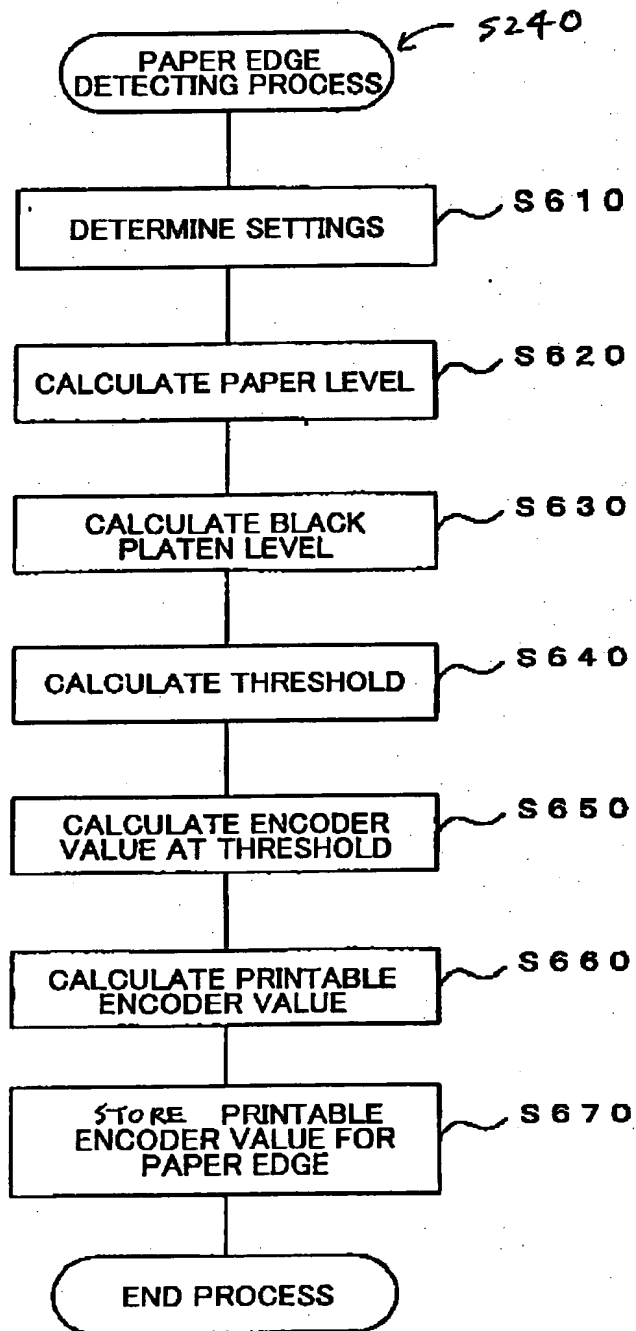 S240
PAPER EDGE
DETECTING PROCESS
S610
DETERMINE SETTINGS
S620
CALCULATE PAPER LEVEL
S630
CALCULATE BLACK
PLATEN LEVEL
S640
CALCULATE THRESHOLD
S650
CALCULATE ENCODER
VALUE AT THRESHOLD
S660
CALCULATE PRINTABLE
ENCODER VALUE
S670
STORE PRINTABLE
ENCODER VALUE FOR
PAPER EDGE
END PROCESS